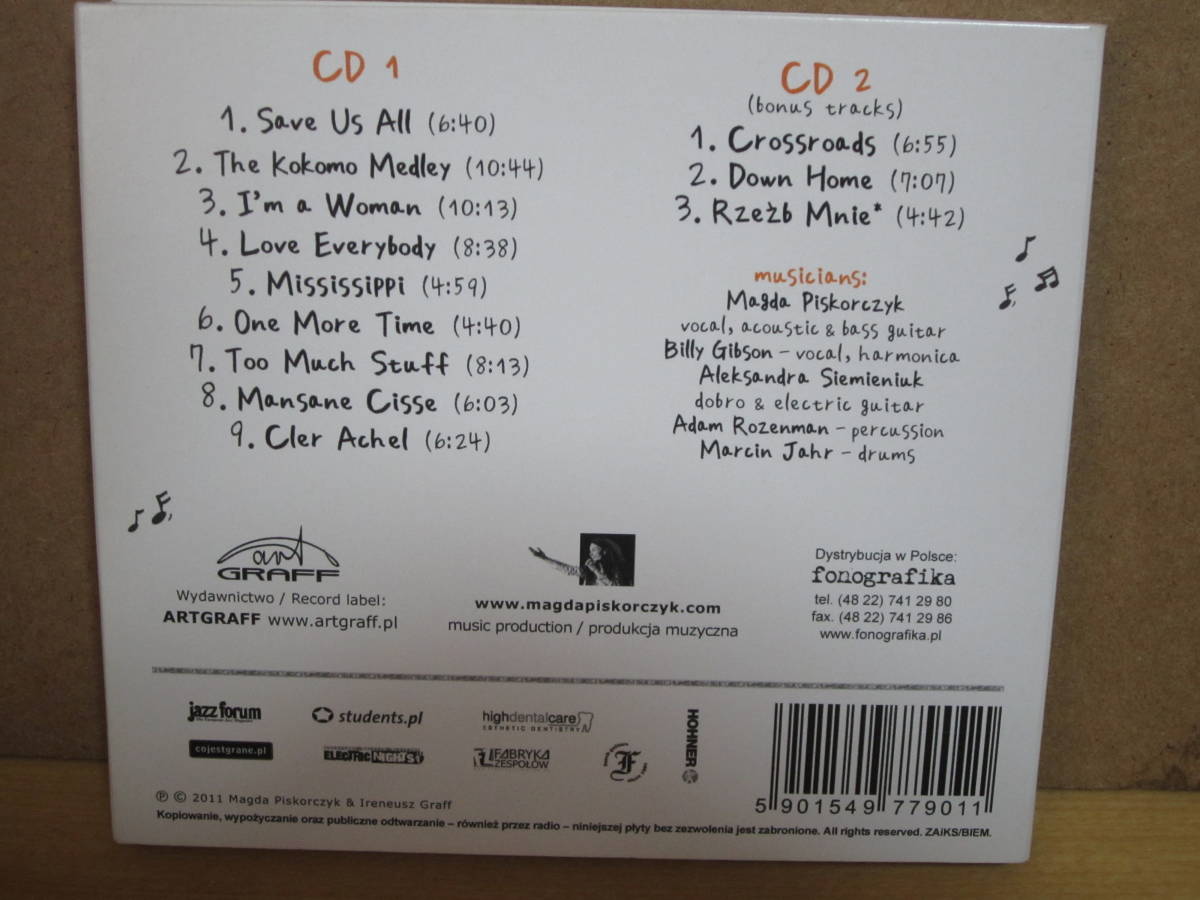 CD 1
1. Save Us All (6:40)
2. The Kokomo Medley (10:44)
3. I'm a Woman (10:13)
4. Love Everybody (8:38)
5. Mississippi (4:59)
6. One More Time (4:40)
7. Too Much Stuff (8:13)
8. Mansane Cisse (6:03)
9. Cler Achel (6:24)
CD 2
(bonus tracks)
1. Crossroads (6:55)
2. Down Home (7:07)
3. Rzeźb Mnie* (4:42)
musicians:
Magda Piskorczyk
vocal, acoustic & bass guitar
Billy Gibson – vocal, harmonica
Aleksandra Siemieniuk
dobro & electric guitar
Adam Rozenman – percussion
Marcin Jahr – drums
art
GRAFF
Wydawnictwo / Record label:
ARTGRAFF www.artgraff.pl
www.magdapiskorczyk.com
music production / produkcja muzyczna
Dystrybucja w Polsce:
fonografika
tel. (48 22) 741 29 80
fax. (48 22) 741 29 86
www.fonografika.pl
jazz forum
students.pl
highdentalcare
ESTHETIC DENTISTRY
HOHNER
cojestgrane.pl
ELECTRIC NIGHTS
FABRYKA
ZESPOŁÓW
F
5 901549 779011
℗ © 2011 Magda Piskorczyk & Ireneusz Graff
Kopiowanie, wypożyczanie oraz publiczne odtwarzanie – również przez radio – niniejszej płyty bez zezwolenia jest zabronione. All rights reserved. ZAiKS/BIEM.